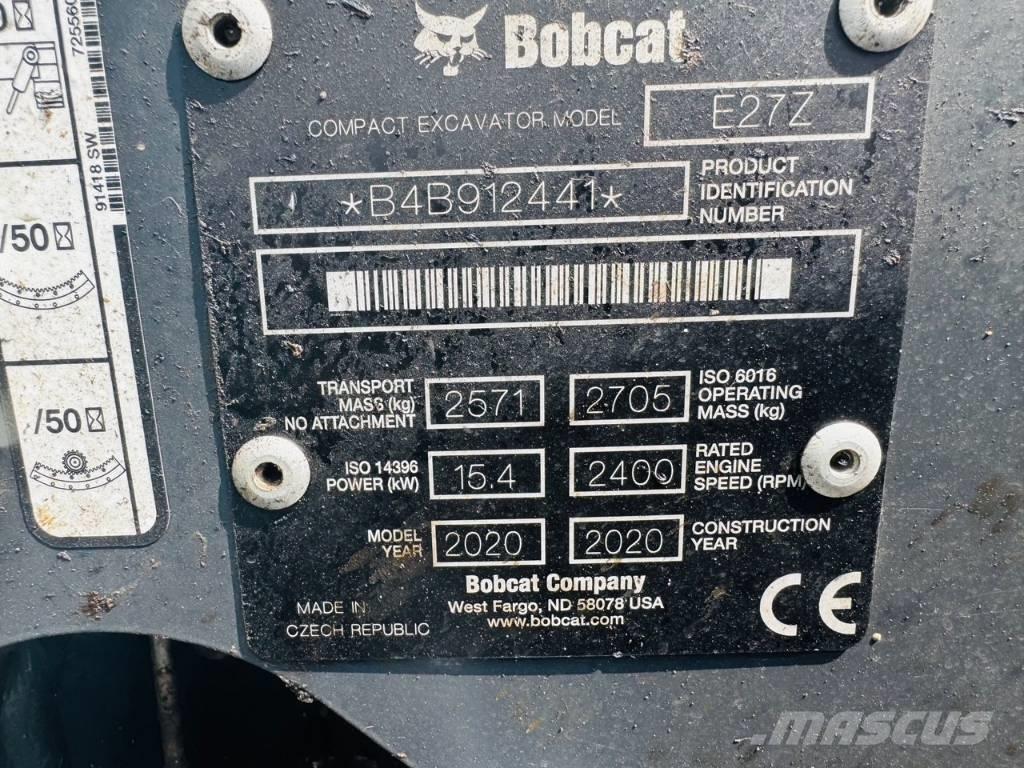 72556
91418 SW
/50
/50
Bobcat
COMPACT EXCAVATOR MODEL
E27Z
*B4B912441*
PRODUCT
IDENTIFICATION
NUMBER
TRANSPORT
MASS (kg)
NO ATTACHMENT
2571
2705
ISO 6016
OPERATING
MASS (kg)
ISO 14396
POWER (kW)
15.4
2400
RATED
ENGINE
SPEED (RPM)
MODEL
YEAR
2020
2020
CONSTRUCTION
YEAR
Bobcat Company
West Fargo, ND 58078 USA
www.bobcat.com
MADE IN
CZECH REPUBLIC
CE
MASCUS